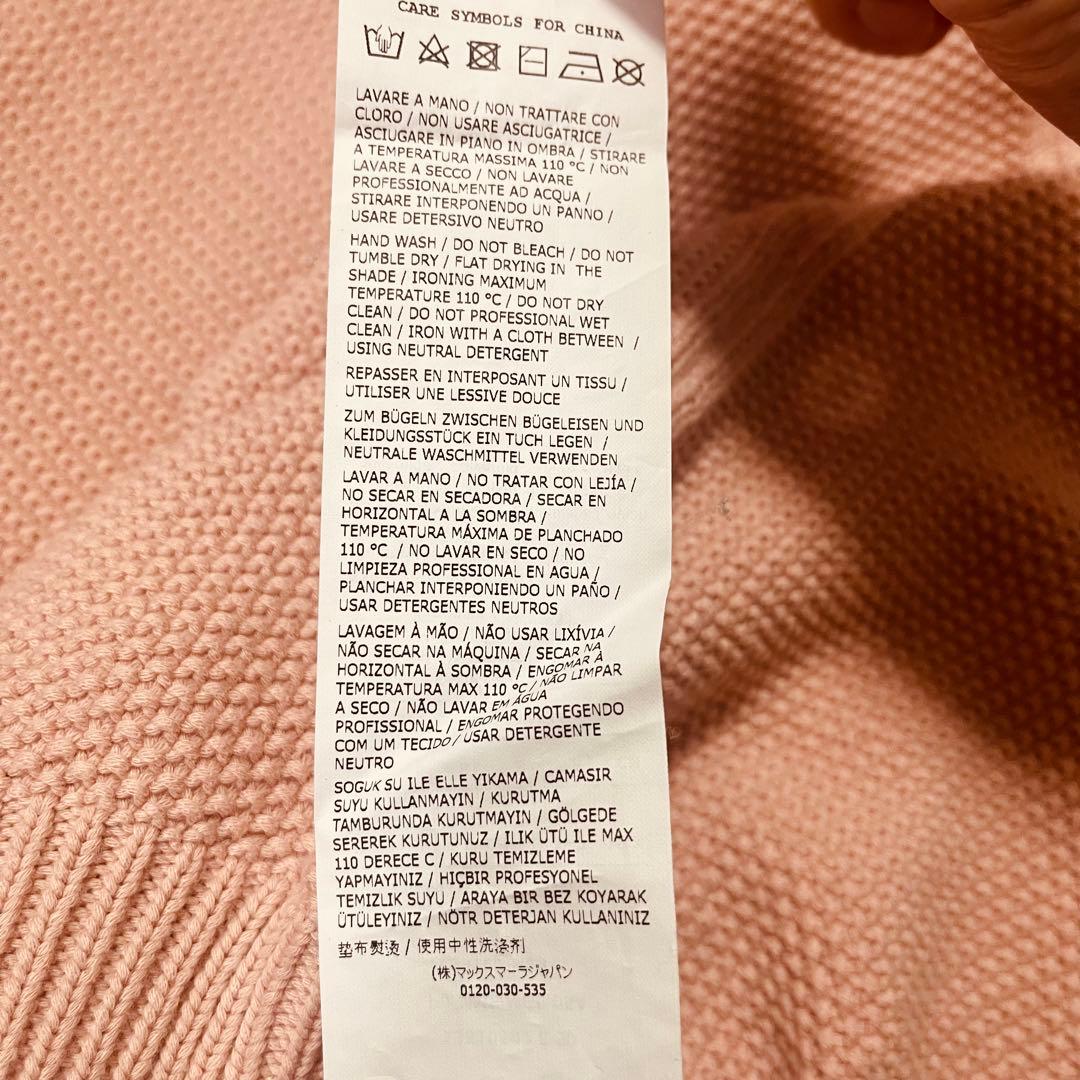 CARE SYMBOLS FOR CHINA
LAVARE A MANO / NON TRATTARE CON
CLORO / NON USARE ASCIUGATRICE /
ASCIUGARE IN PIANO IN OMBRA / STIRARE
A TEMPERATURA MASSIMA 110 °C / NON
LAVARE A SECCO / NON LAVARE
PROFESSIONALMENTE AD ACQUA /
STIRARE INTERPONENDO UN PANNO /
USARE DETERSIVO NEUTRO
HAND WASH / DO NOT BLEACH / DO NOT
TUMBLE DRY / FLAT DRYING IN THE
SHADE / IRONING MAXIMUM
TEMPERATURE 110 °C / DO NOT DRY
CLEAN / DO NOT PROFESSIONAL WET
CLEAN / IRON WITH A CLOTH BETWEEN /
USING NEUTRAL DETERGENT
REPASSER EN INTERPOSANT UN TISSU /
UTILISER UNE LESSIVE DOUCE
ZUM BÜGELN ZWISCHEN BÜGELEISEN UND
KLEIDUNGSSTÜCK EIN TUCH LEGEN /
NEUTRALE WASCHMITTEL VERWENDEN
LAVAR A MANO / NO TRATAR CON LEJÍA /
NO SECAR EN SECADORA / SECAR EN
HORIZONTAL A LA SOMBRA /
TEMPERATURA MÁXIMA DE PLANCHADO
110 °C / NO LAVAR EN SECO / NO
LIMPIEZA PROFESSIONAL EN AGUA /
PLANCHAR INTERPONIENDO UN PAÑO /
USAR DETERGENTES NEUTROS
LAVAGEM À MÃO / NÃO USAR LIXÍVIA /
NÃO SECAR NA MÁQUINA / SECAR NA
HORIZONTAL À SOMBRA / ENGOMAR À
TEMPERATURA MAX 110 °C / NÃO LIMPAR
A SECO / NÃO LAVAR EM ÁGUA
PROFISSIONAL / ENGOMAR PROTEGENDO
COM UM TECIDO / USAR DETERGENTE
NEUTRO
SOGUK SU ILE ELLE YIKAMA / CAMASIR
SUYU KULLANMAYIN / KURUTMA
TAMBURUNDA KURUTMAYIN / GÖLGEDE
SEREREK KURUTUNUZ / ILIK ÜTÜ ILE MAX
110 DERECE C / KURU TEMIZLEME
YAPMAYINIZ / HIÇBIR PROFESYONEL
TEMIZLIK SUYU / ARAYA BIR BEZ KOYARAK
ÜTÜLEYINIZ / NÖTR DETERJAN KULLANINIZ
垫布熨烫 / 使用中性洗涤剂
(株)マックスマーラジャパン
0120-030-535